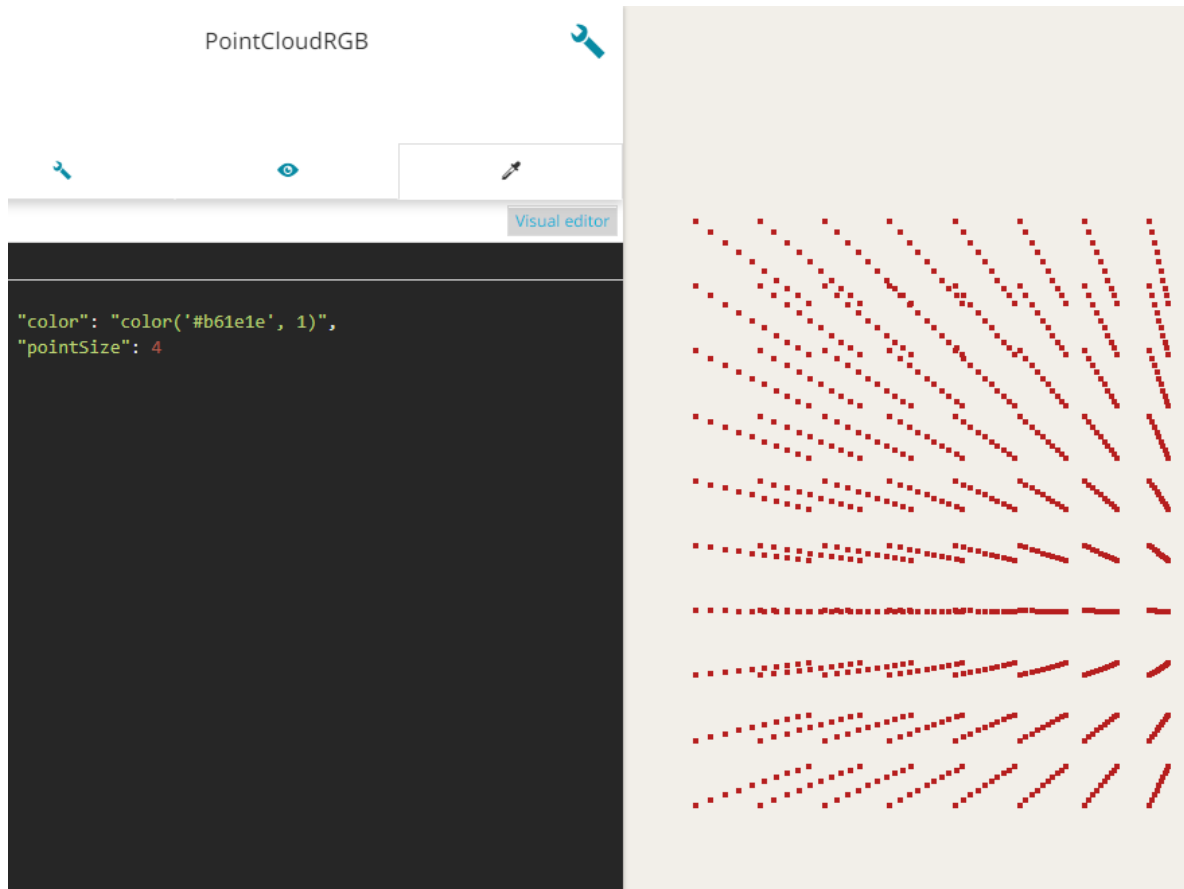 PointCloudRGB
Visual editor
"color": "color('#b61e1e', 1)",
"pointSize": 4